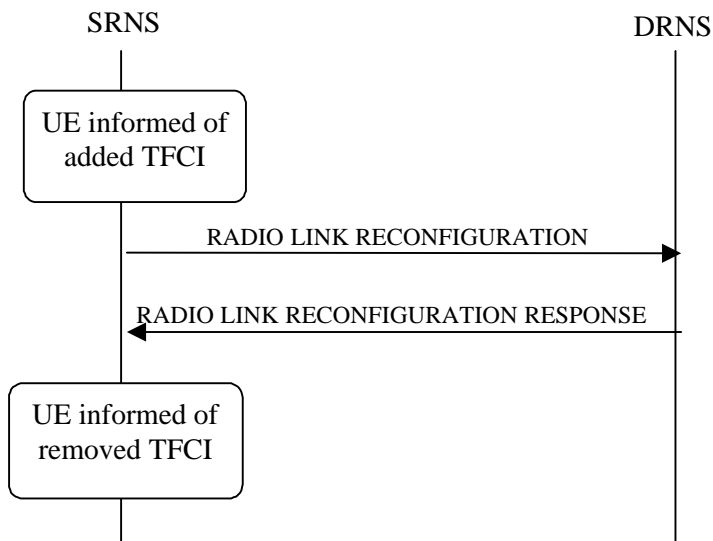 SRNS
DRNS
UE informed of
added TFCI
RADIO LINK RECONFIGURATION
RADIO LINK RECONFIGURATION RESPONSE
UE informed of
removed TFCI